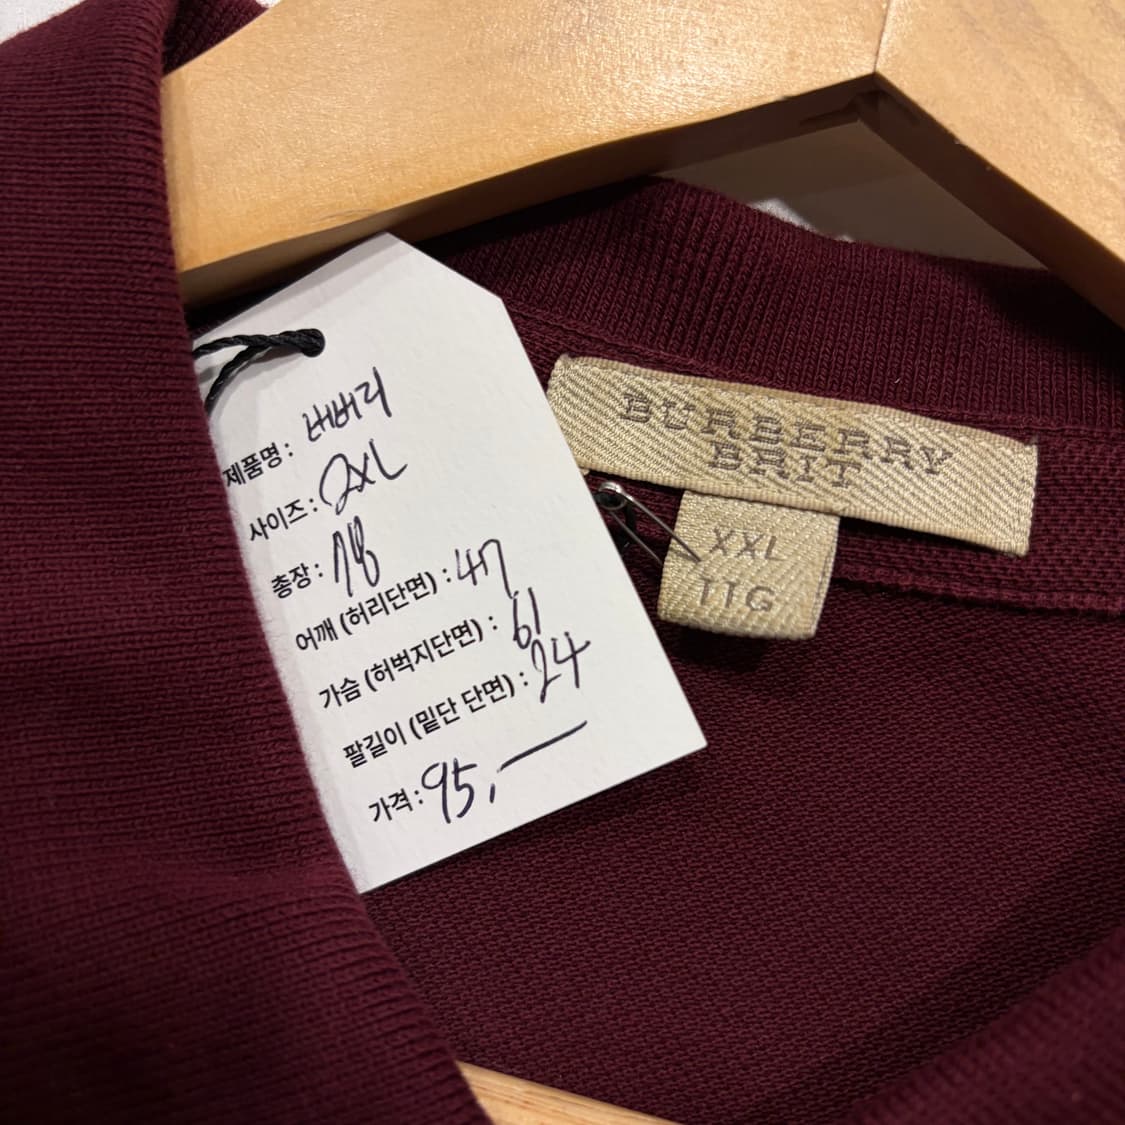 제품명 : 버버리
사이즈 : 2XL
총장 : 78
어깨 (허리단면) : 47
가슴 (허벅지단면) : 61
팔길이 (밑단 단면) : 24
가격 : 95,—
BURBERRY
BRIT
XXL
TTG